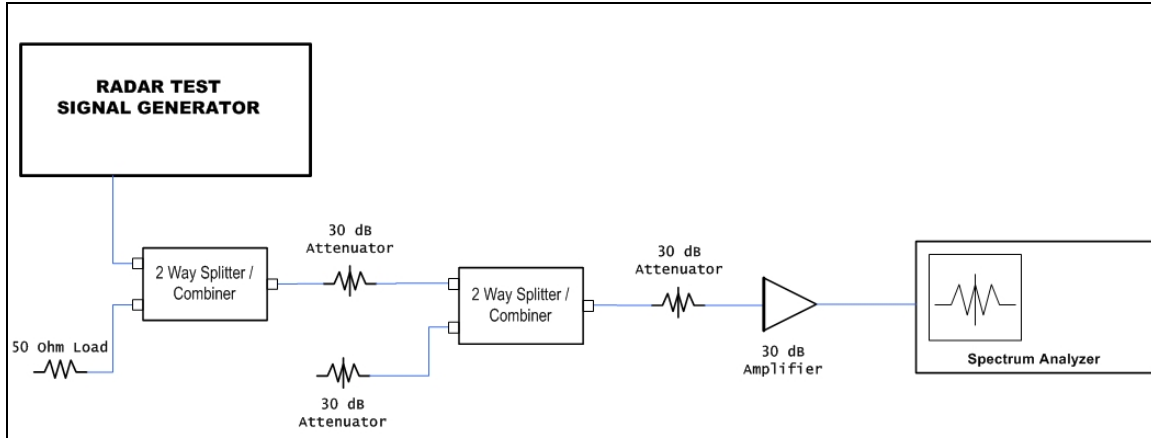 RADAR TEST
SIGNAL GENERATOR
30 dB
Attenuator
30 dB
Attenuator
2 Way Splitter /
Combiner
2 Way Splitter /
Combiner
50 Ohm Load
30 dB
Attenuator
30 dB
Amplifier
Spectrum Analyzer